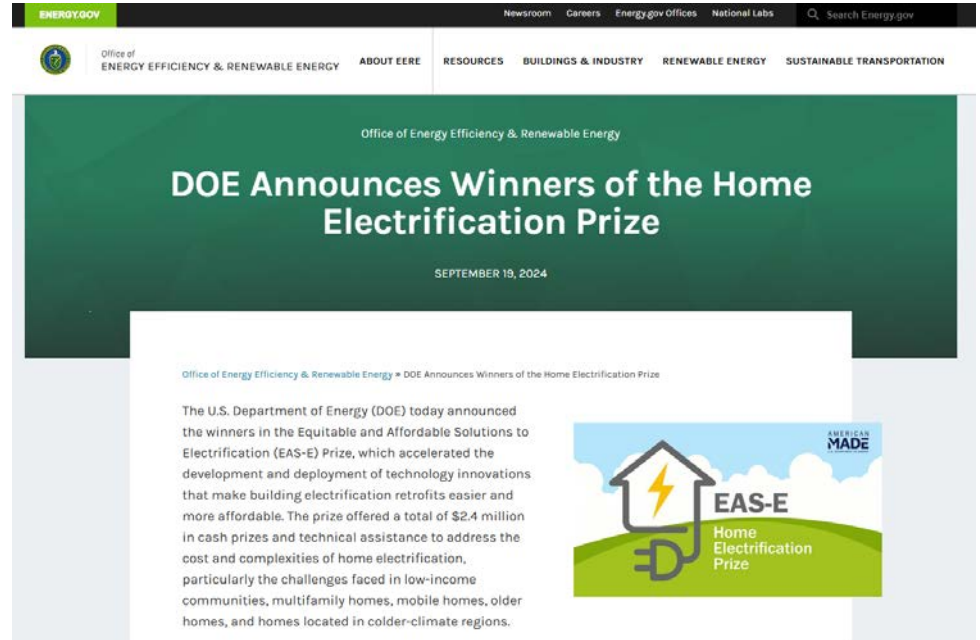 ENERGY.GOV
Newsroom Careers Energy.gov Offices National Labs Search Energy.gov
Office of
ENERGY EFFICIENCY & RENEWABLE ENERGY
ABOUT EERE RESOURCES BUILDINGS & INDUSTRY RENEWABLE ENERGY SUSTAINABLE TRANSPORTATION
Office of Energy Efficiency & Renewable Energy
DOE Announces Winners of the Home
Electrification Prize
SEPTEMBER 19, 2024
Office of Energy Efficiency & Renewable Energy » DOE Announces Winners of the Home Electrification Prize
The U.S. Department of Energy (DOE) today announced
the winners in the Equitable and Affordable Solutions to
Electrification (EAS-E) Prize, which accelerated the
development and deployment of technology innovations
that make building electrification retrofits easier and
more affordable. The prize offered a total of $2.4 million
in cash prizes and technical assistance to address the
cost and complexities of home electrification,
particularly the challenges faced in low-income
communities, multifamily homes, mobile homes, older
homes, and homes located in colder-climate regions.
AMERICAN
MADE
EAS-E
Home
Electrification
Prize